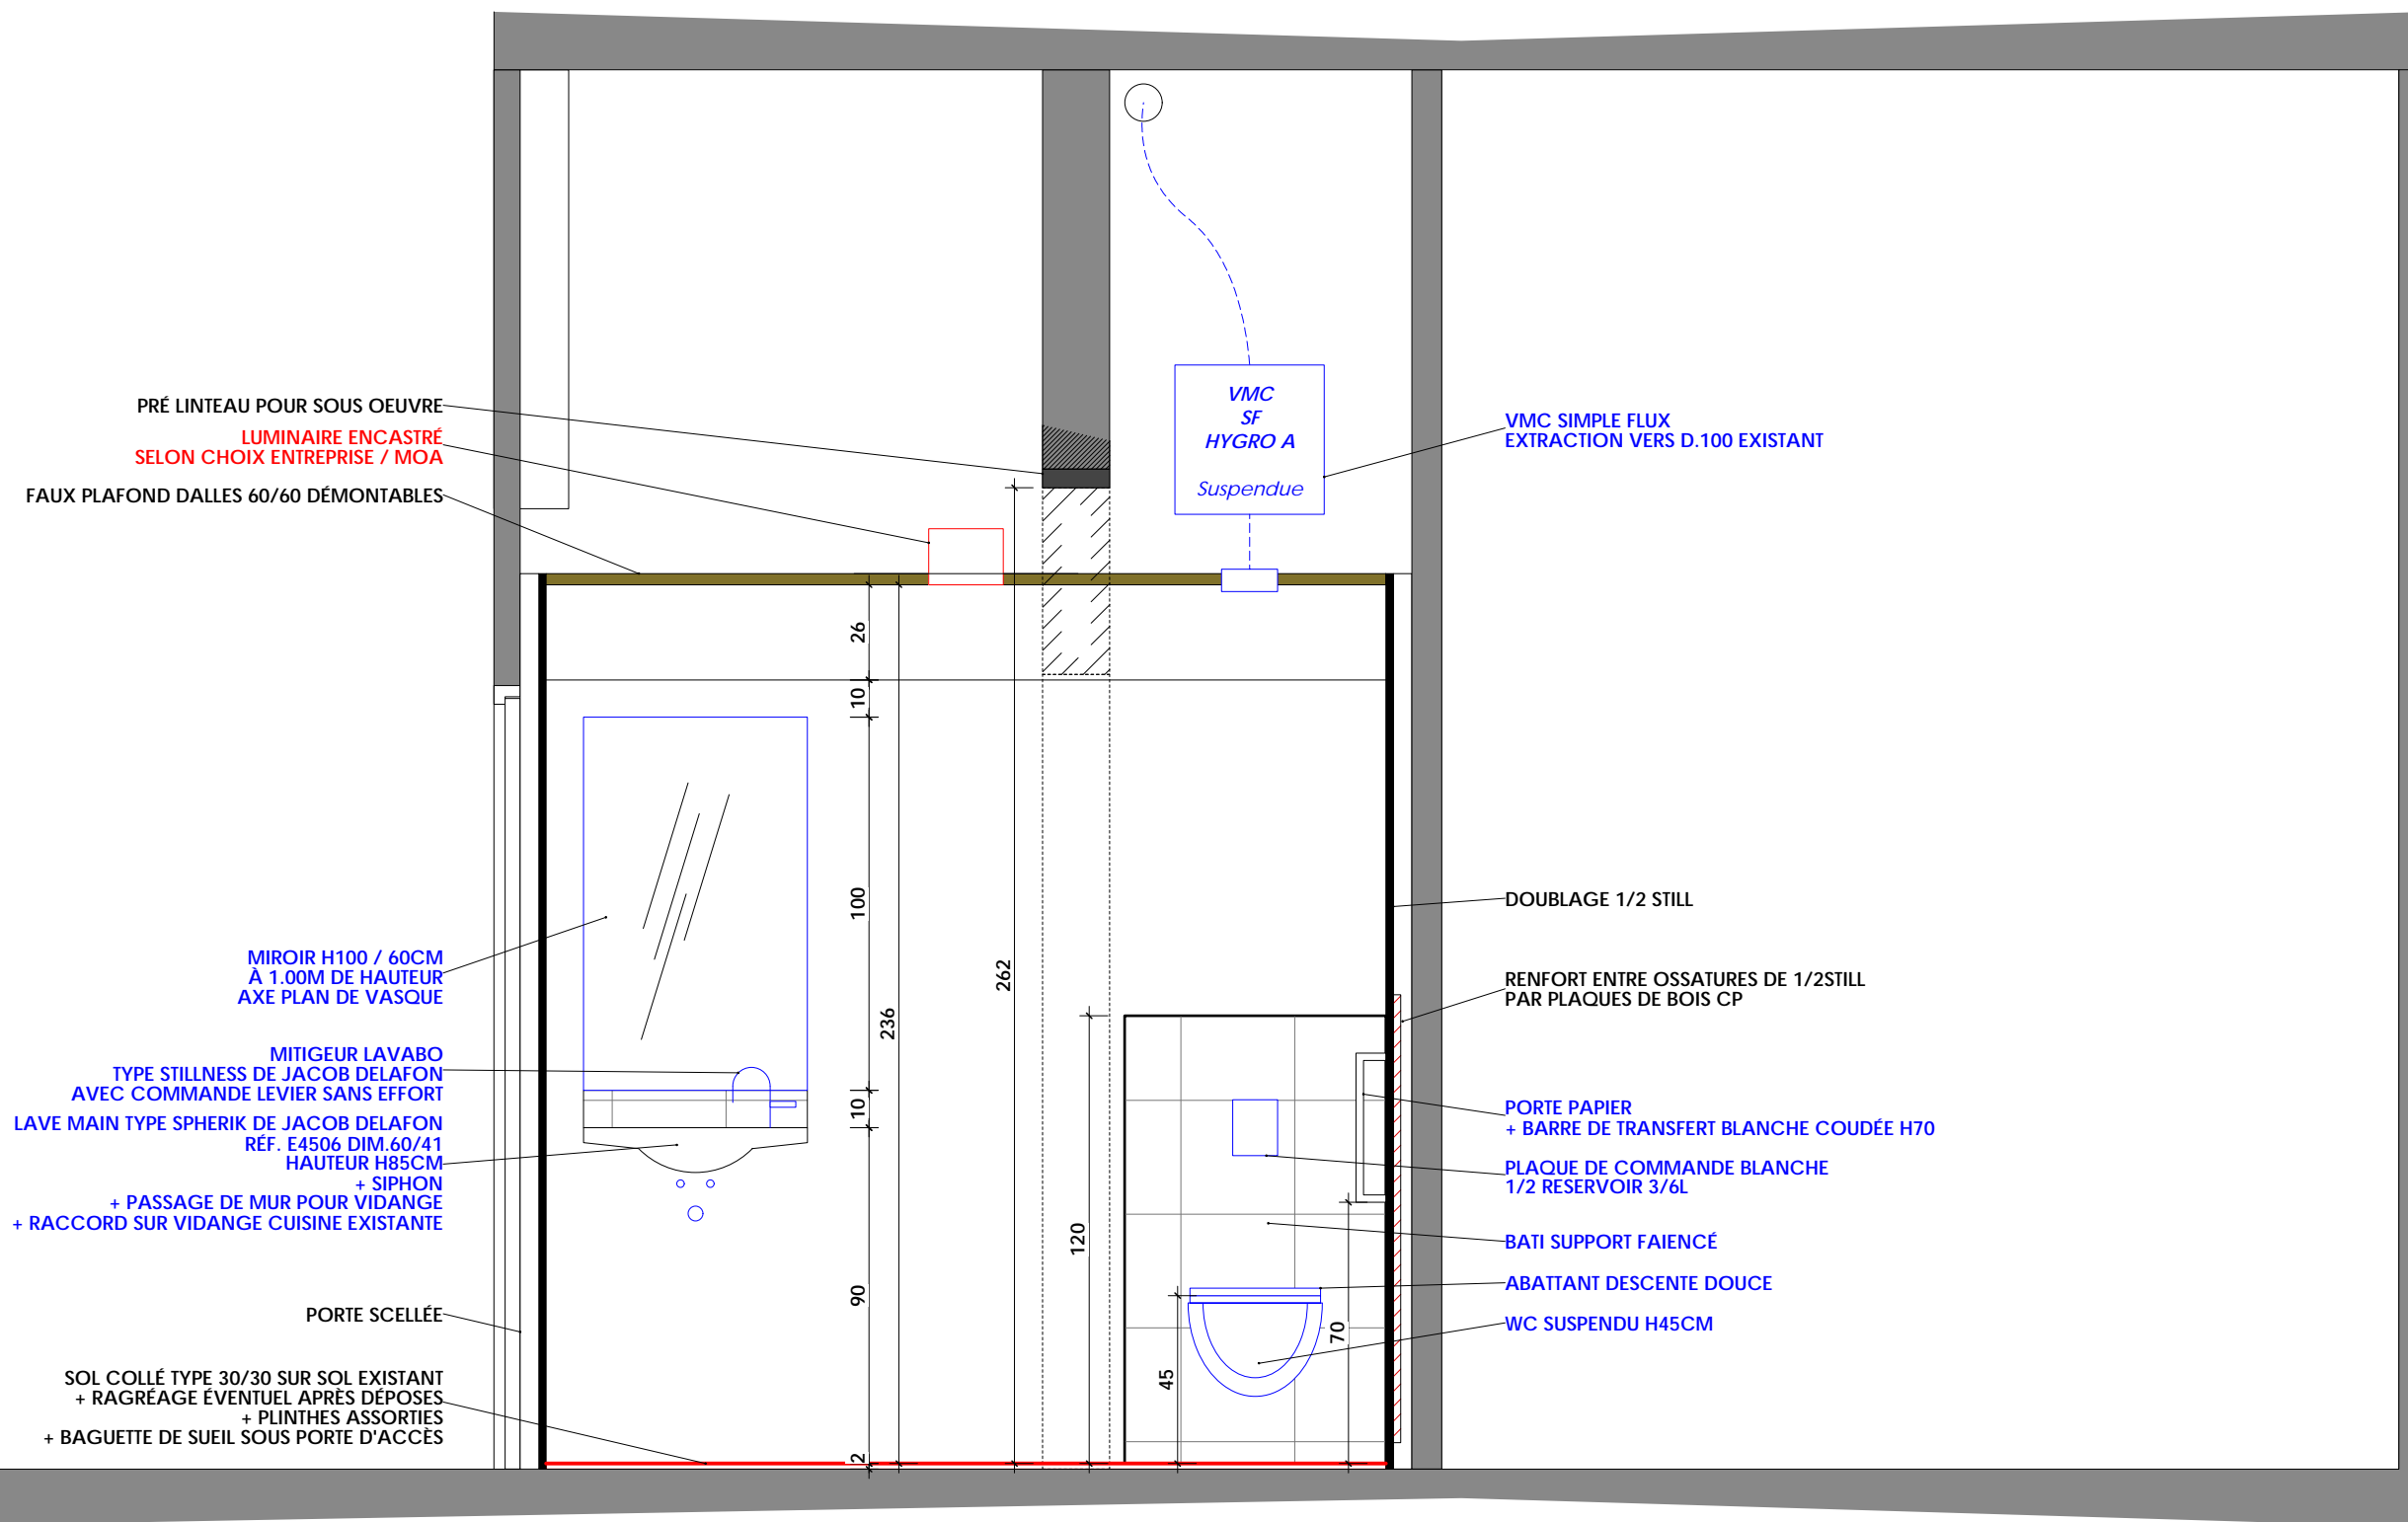 PRÉ LINTEAU POUR SOUS OEUVRE
LUMINAIRE ENCASTRÉ
SELON CHOIX ENTREPRISE / MOA
FAUX PLAFOND DALLES 60/60 DÉMONTABLES
MIROIR H100 / 60CM
À 1.00M DE HAUTEUR
AXE PLAN DE VASQUE
MITIGEUR LAVABO
TYPE STILLNESS DE JACOB DELAFON
AVEC COMMANDE LEVIER SANS EFFORT
LAVE MAIN TYPE SPHERIK DE JACOB DELAFON
RÉF. E4506 DIM.60/41
HAUTEUR H85CM
+ SIPHON
+ PASSAGE DE MUR POUR VIDANGE
+ RACCORD SUR VIDANGE CUISINE EXISTANTE
PORTE SCELLÉE
SOL COLLÉ TYPE 30/30 SUR SOL EXISTANT
+ RAGRÉAGE ÉVENTUEL APRÈS DÉPOSES
+ PLINTHES ASSORTIES
+ BAGUETTE DE SUEIL SOUS PORTE D'ACCÈS
26
10
100
10
90
2
236
262
120
45
70
VMC
SF
HYGRO A
Suspendue
VMC SIMPLE FLUX
EXTRACTION VERS D.100 EXISTANT
DOUBLAGE 1/2 STILL
RENFORT ENTRE OSSATURES DE 1/2STILL
PAR PLAQUES DE BOIS CP
PORTE PAPIER
+ BARRE DE TRANSFERT BLANCHE COUDÉE H70
PLAQUE DE COMMANDE BLANCHE
1/2 RESERVOIR 3/6L
BATI SUPPORT FAIENCÉ
ABATTANT DESCENTE DOUCE
WC SUSPENDU H45CM